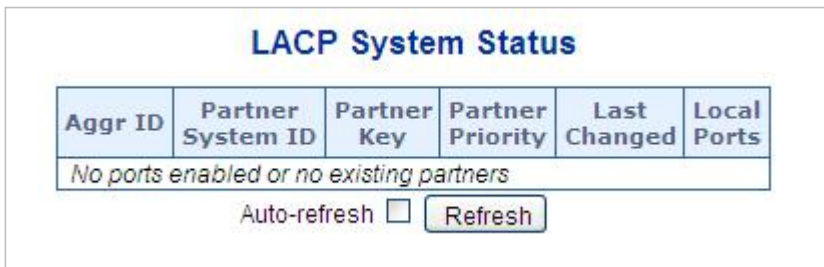 LACP System Status
Aggr ID Partner System ID Partner Key Partner Priority Last Changed Local Ports
No ports enabled or no existing partners
Auto-refresh Refresh